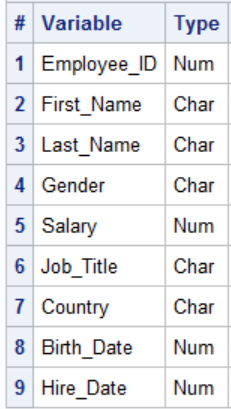 # Variable Type
1 Employee_ID Num
2 First_Name Char
3 Last_Name Char
4 Gender Char
5 Salary Num
6 Job_Title Char
7 Country Char
8 Birth_Date Num
9 Hire_Date Num